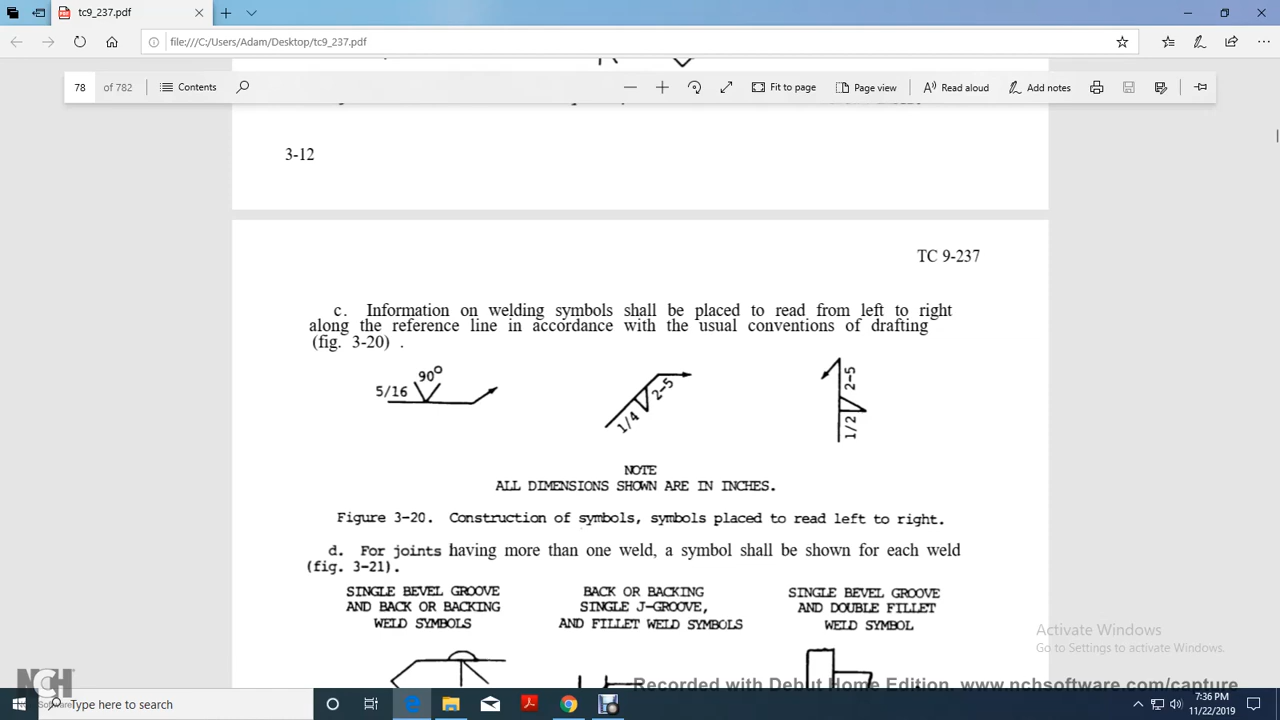 tc9_237.pdf
file:///C:/Users/Adam/Desktop/tc9_237.pdf
78 of 782 Contents Fit to page Page view Read aloud Add notes
3-12
TC 9-237
c. Information on welding symbols shall be placed to read from left to right
along the reference line in accordance with the usual conventions of drafting
(fig. 3-20) .
5/16 90° 1/4 2-5 1/2 2-5
NOTE
ALL DIMENSIONS SHOWN ARE IN INCHES.
Figure 3-20. Construction of symbols, symbols placed to read left to right.
d. For joints having more than one weld, a symbol shall be shown for each weld
(fig. 3-21).
SINGLE BEVEL GROOVE
AND BACK OR BACKING
WELD SYMBOLS
BACK OR BACKING
SINGLE J-GROOVE,
AND FILLET WELD SYMBOLS
SINGLE BEVEL GROOVE
AND DOUBLE FILLET
WELD SYMBOL
Activate Windows
Go to Settings to activate Windows.
NCH
Software
Recorded with Debut Home Edition. www.nchsoftware.com/capture
Type here to search
7:36 PM
11/22/2019